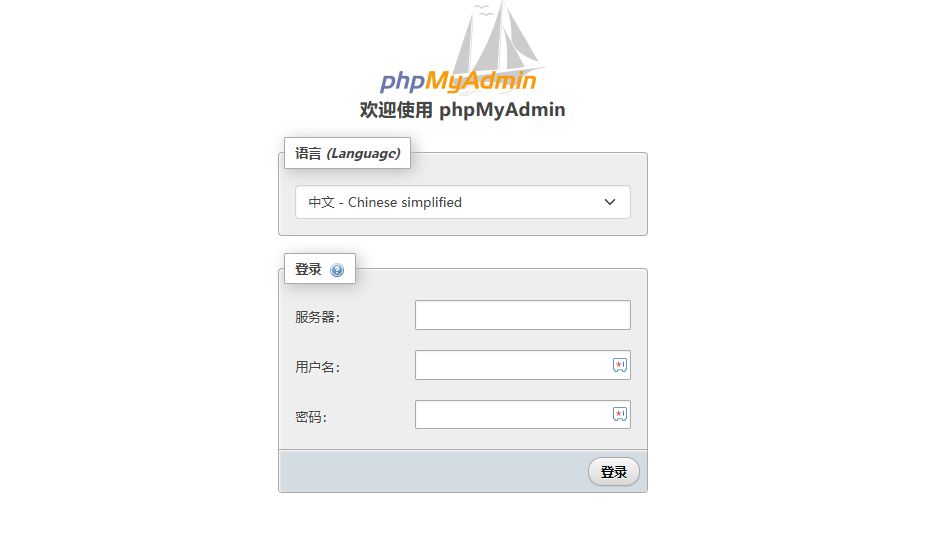 phpMyAdmin
欢迎使用 phpMyAdmin
语言 (Language)
中文 - Chinese simplified
登录
服务器:
用户名:
密码:
登录